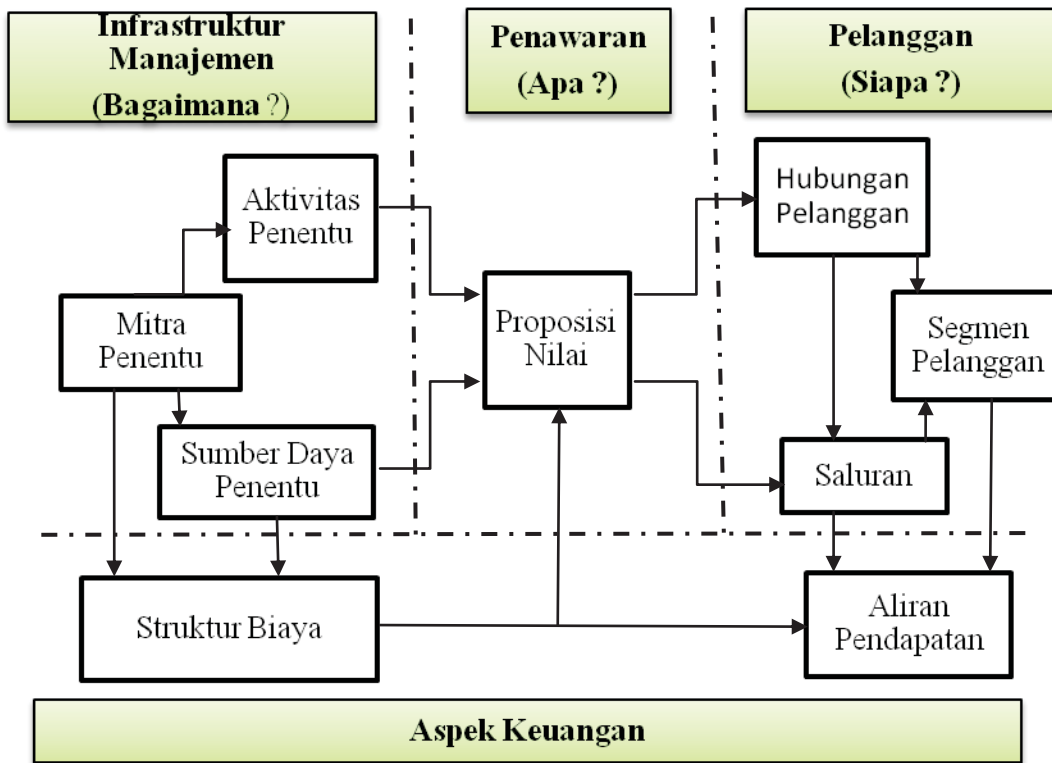 Infrastruktur
Manajemen
(Bagaimana ?)
Penawaran
(Apa ?)
Pelanggan
(Siapa ?)
Aktivitas
Penentu
Hubungan
Pelanggan
Mitra
Penentu
Proposisi
Nilai
Segmen
Pelanggan
Sumber Daya
Penentu
Saluran
Struktur Biaya
Aliran
Pendapatan
Aspek Keuangan